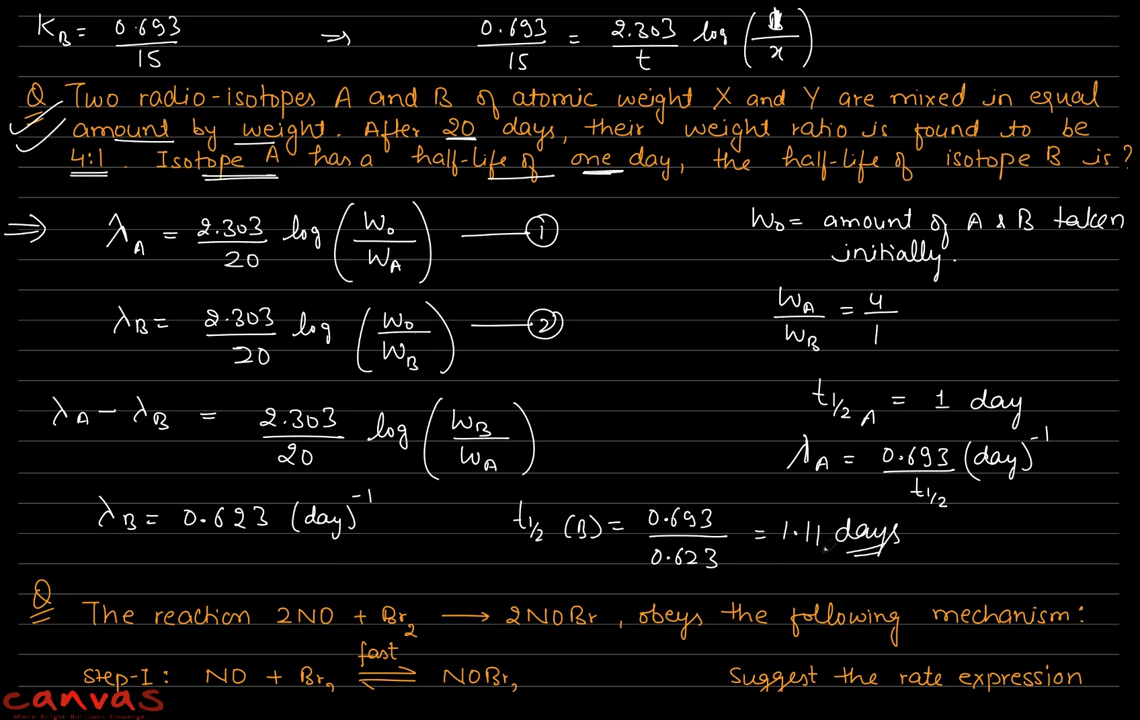 K_B = 0.693/15 ⇒ 0.693/15 = 2.303/t log (1/x)
Q Two radio-isotopes A and B of atomic weight X and Y are mixed in equal
amount by weight. After 20 days, their weight ratio is found to be
4:1. Isotope A has a half-life of one day, the half-life of isotope B is?
⇒ λ_A = 2.303/20 log (W₀/W_A) — ①
W₀ = amount of A & B taken
initially.
λ_B = 2.303/20 log (W₀/W_B) — ②
W_A/W_B = 4/1
λ_A - λ_B = 2.303/20 log (W_B/W_A)
t_1/2 A = 1 day
λ_A = 0.693/t_1/2 (day)⁻¹
λ_B = 0.623 (day)⁻¹ t_1/2 (B) = 0.693/0.623 = 1.11 days
Q The reaction 2NO + Br₂ → 2NOBr, obeys the following mechanism:
Step-I: NO + Br₂ ⇌ NOBr₂ Suggest the rate expression
fast
canvas